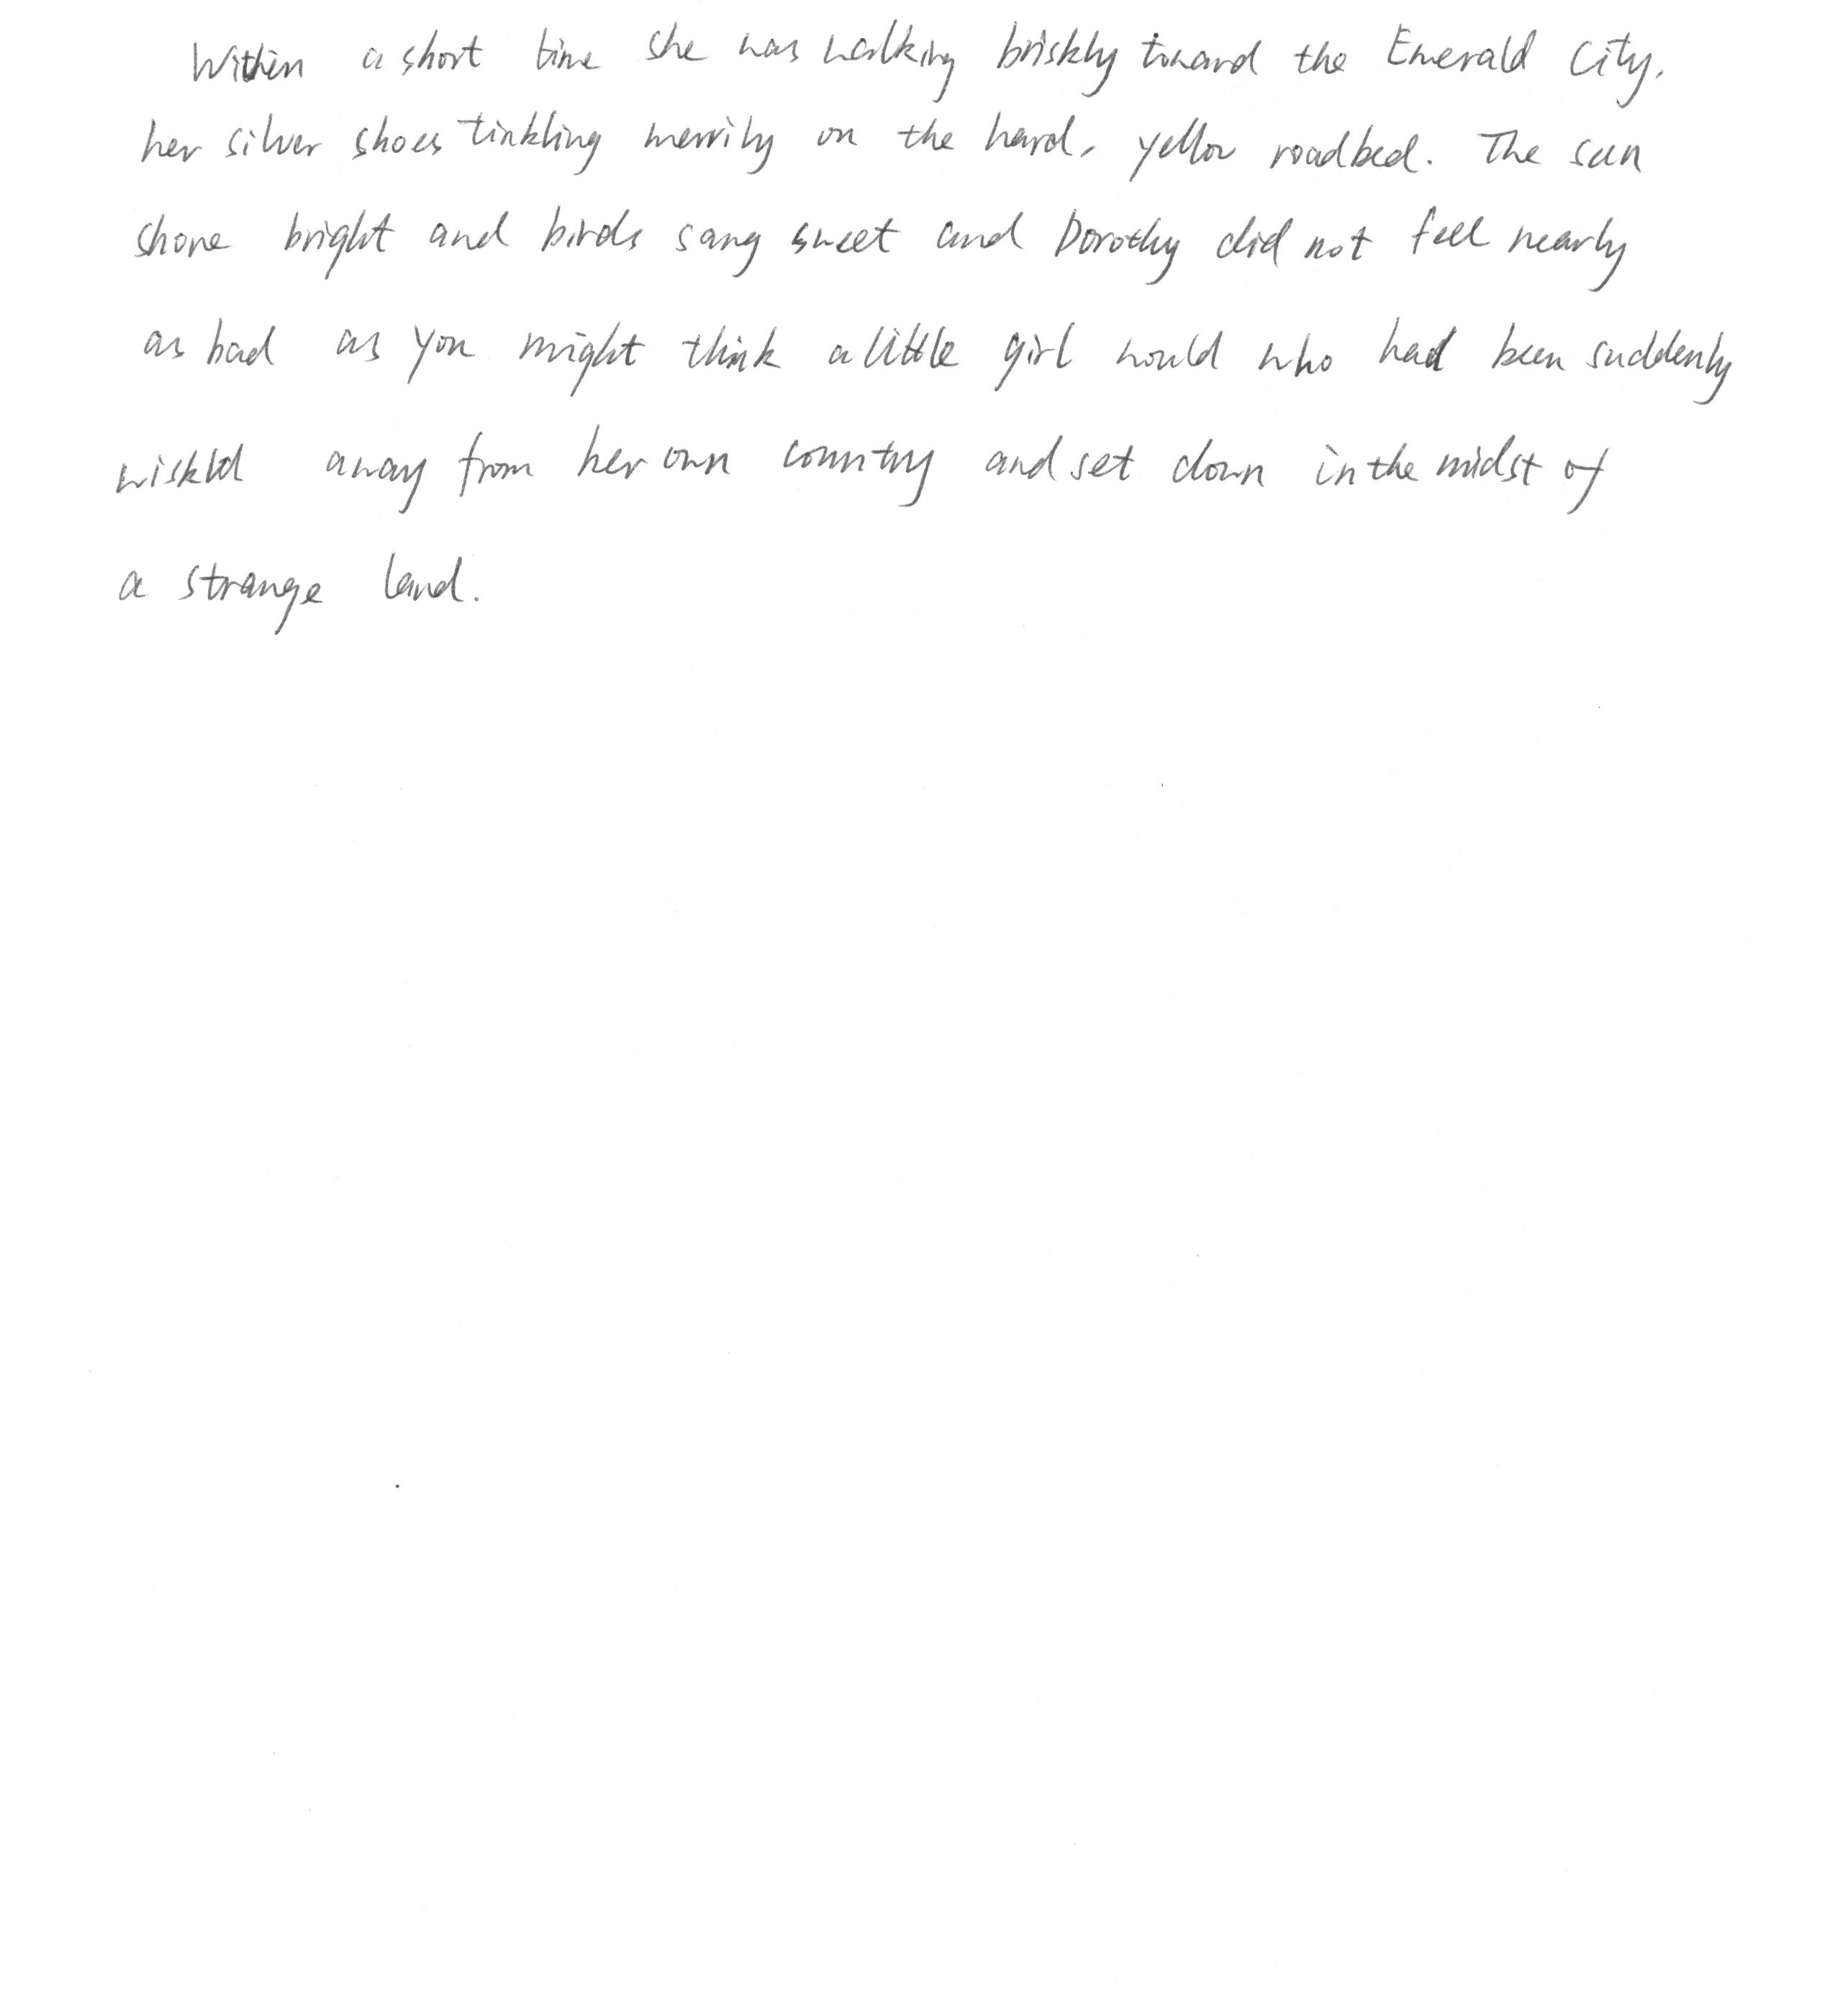 Within a short time she was walking briskly toward the Emerald City,
her silver shoes tinkling merrily on the hard, yellow roadbed. The sun
shone bright and birds sang sweet and Dorothy did not feel nearly
as bad as you might think a little girl would who had been suddenly
away from her own country and set down in the midst of
a strange land.